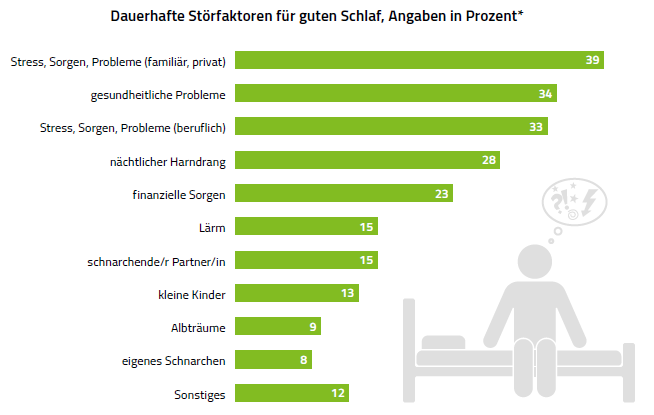 Dauerhafte Störfaktoren für guten Schlaf, Angaben in Prozent*
Stress, Sorgen, Probleme (familiär, privat) 39
gesundheitliche Probleme 34
Stress, Sorgen, Probleme (beruflich) 33
nächtlicher Harndrang 28
finanzielle Sorgen 23
Lärm 15
schnarchende/r Partner/in 15
kleine Kinder 13
Albträume 9
eigenes Schnarchen 8
Sonstiges 12
?!